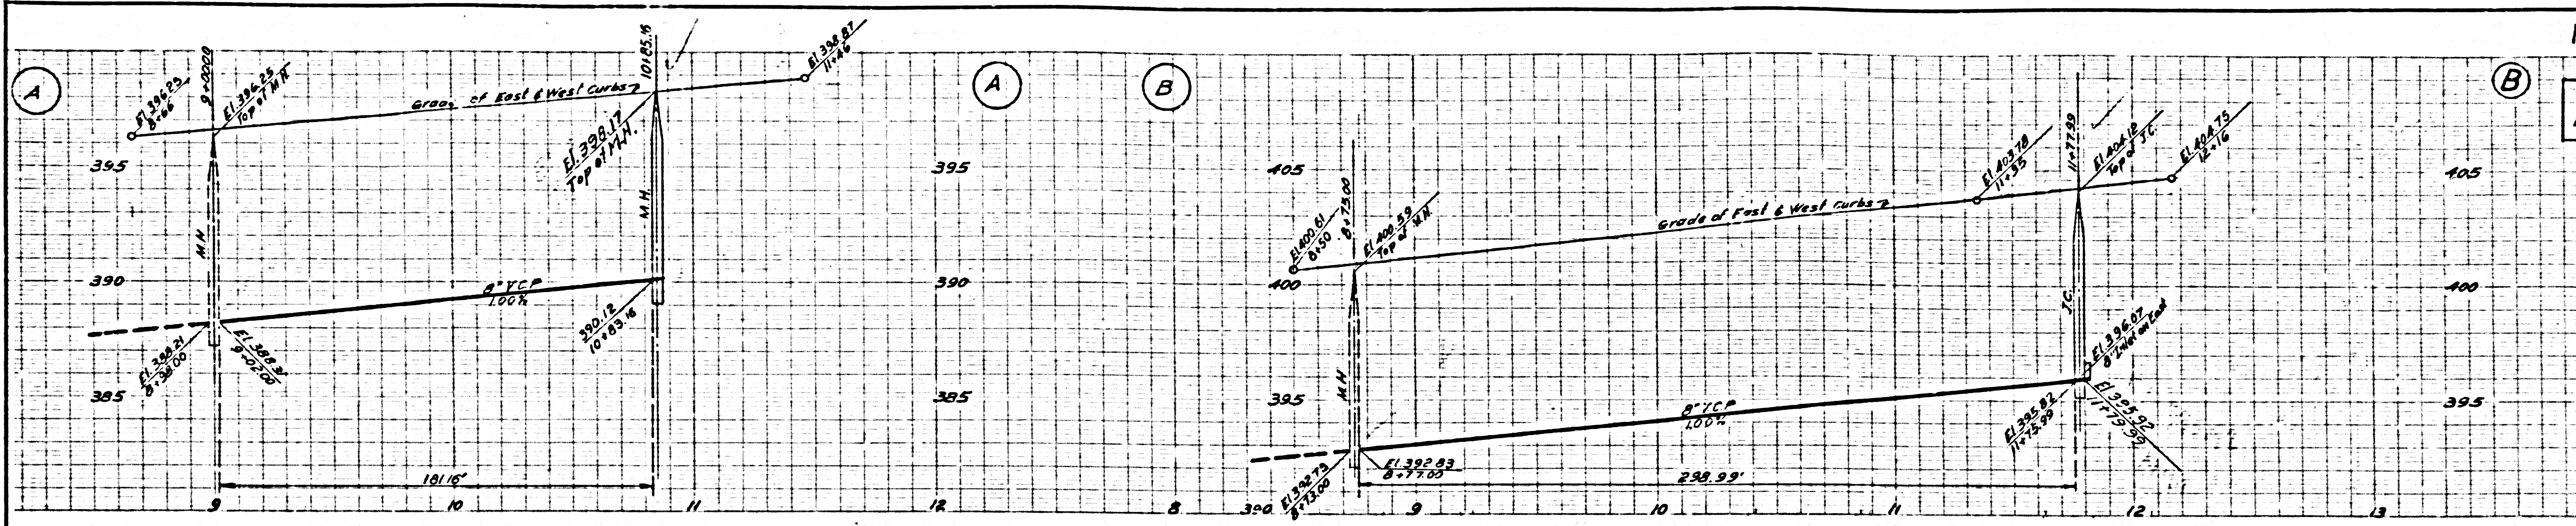 A
El. 396.23
8+66
9+00.00
El. 396.25
Top of M.H.
Grade of East & West Curbs
10+85.15
El. 398.17
Top of M.H.
El. 398.87
11+46
395
390
385
M.H.
M.H.
8" V.C.P.
1.00%
El. 388.21
8+98.00
El. 388.31
9+02.00
390.12
10+83.16
181.16'
9
10
11
12
A
395
390
385
B
405
400
395
390
El. 400.61
8+50
8+75.00
El. 400.59
Top of M.H.
Grade of East & West Curbs
El. 403.78
11+35
11+77.99
El. 404.12
Top of J.C.
El. 404.75
12+16
M.H.
J.C.
8" V.C.P.
1.00%
El. 392.73
8+73.00
El. 392.83
8+77.00
El. 395.82
11+75.99
El. 396.07
8" Inlet on East
El. 395.92
11+79.99
298.99'
8
9
10
11
12
13
B
405
400
395